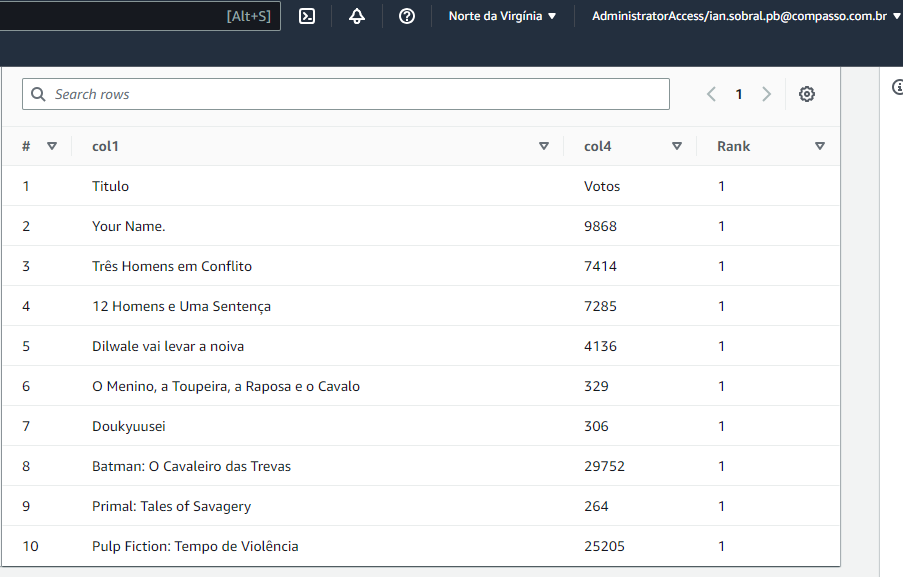 [Alt+S] Norte da Virgínia AdministratorAccess/ian.sobral.pb@compasso.com.br
Search rows 1
# col1 col4 Rank
1 Titulo Votos 1
2 Your Name. 9868 1
3 Três Homens em Conflito 7414 1
4 12 Homens e Uma Sentença 7285 1
5 Dilwale vai levar a noiva 4136 1
6 O Menino, a Toupeira, a Raposa e o Cavalo 329 1
7 Doukyuusei 306 1
8 Batman: O Cavaleiro das Trevas 29752 1
9 Primal: Tales of Savagery 264 1
10 Pulp Fiction: Tempo de Violência 25205 1